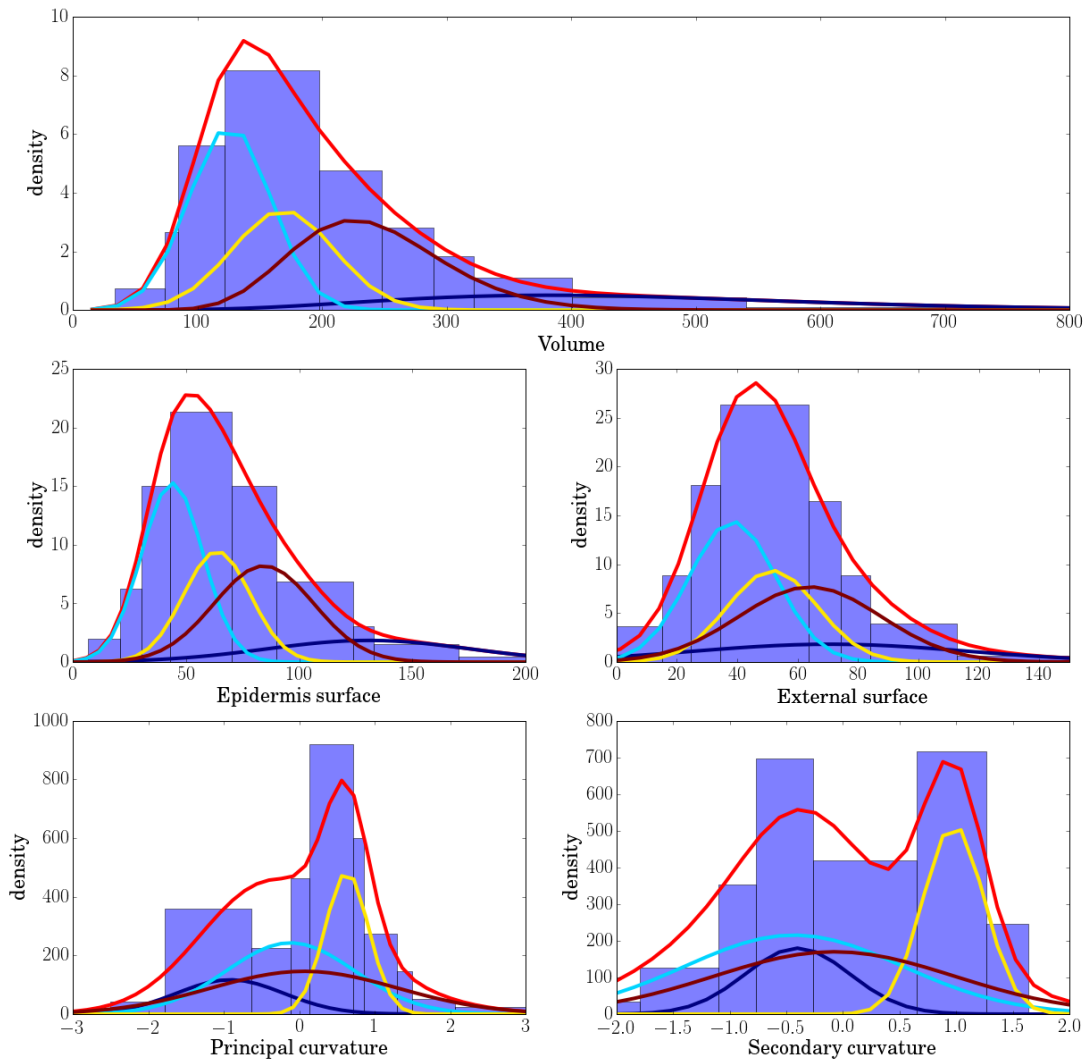 10
8
6
4
2
0
density
0 100 200 300 400 500 600 700 800
Volume
25
20
15
10
5
0
density
0 50 100 150 200
Epidermis surface
30
25
20
15
10
5
0
density
0 20 40 60 80 100 120 140
External surface
1000
800
600
400
200
0
density
−3 −2 −1 0 1 2 3
Principal curvature
800
700
600
500
400
300
200
100
0
density
−2.0 −1.5 −1.0 −0.5 0.0 0.5 1.0 1.5 2.0
Secondary curvature